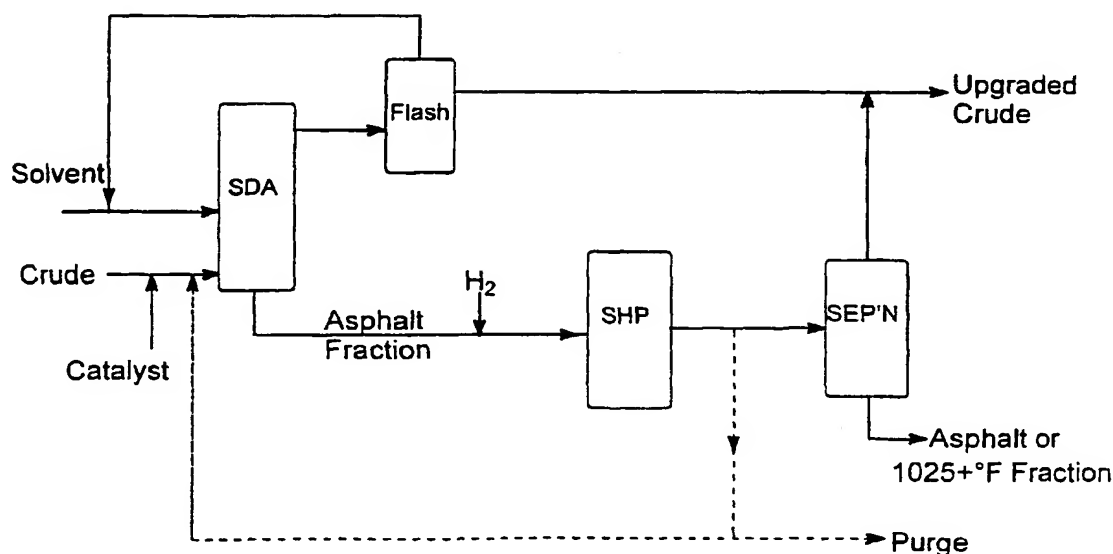 Flash
Upgraded
Crude
Solvent
SDA
Crude
H₂
SHP
SEP'N
Asphalt
Fraction
Catalyst
Asphalt or
1025+°F Fraction
Purge